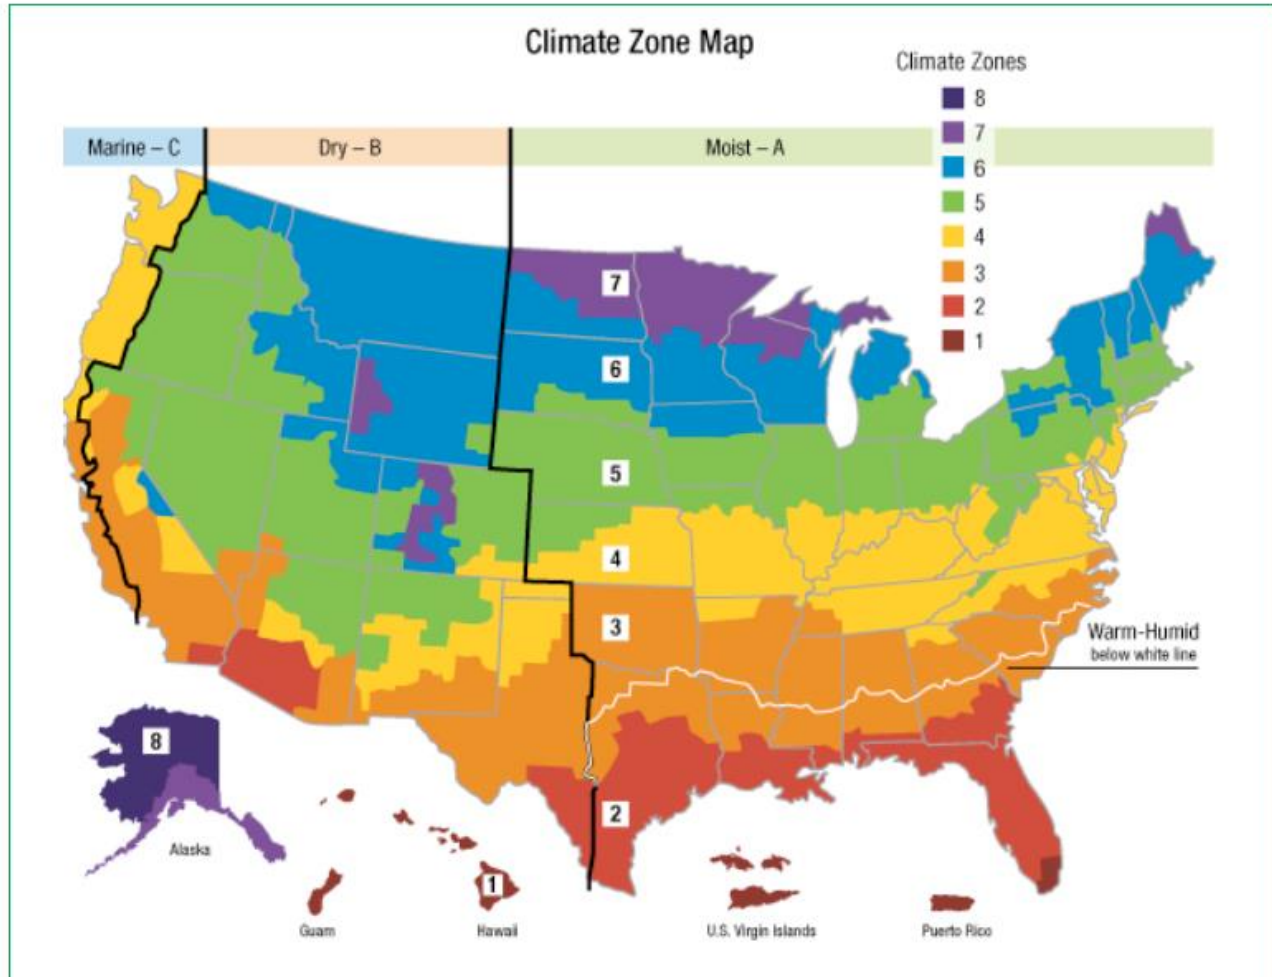 Climate Zone Map
Climate Zones
8
7
6
5
4
3
2
1
Marine – C
Dry – B
Moist – A
7
6
5
4
3
2
Warm-Humid
below white line
8
Alaska
Guam
1
Hawaii
U.S. Virgin Islands
Puerto Rico